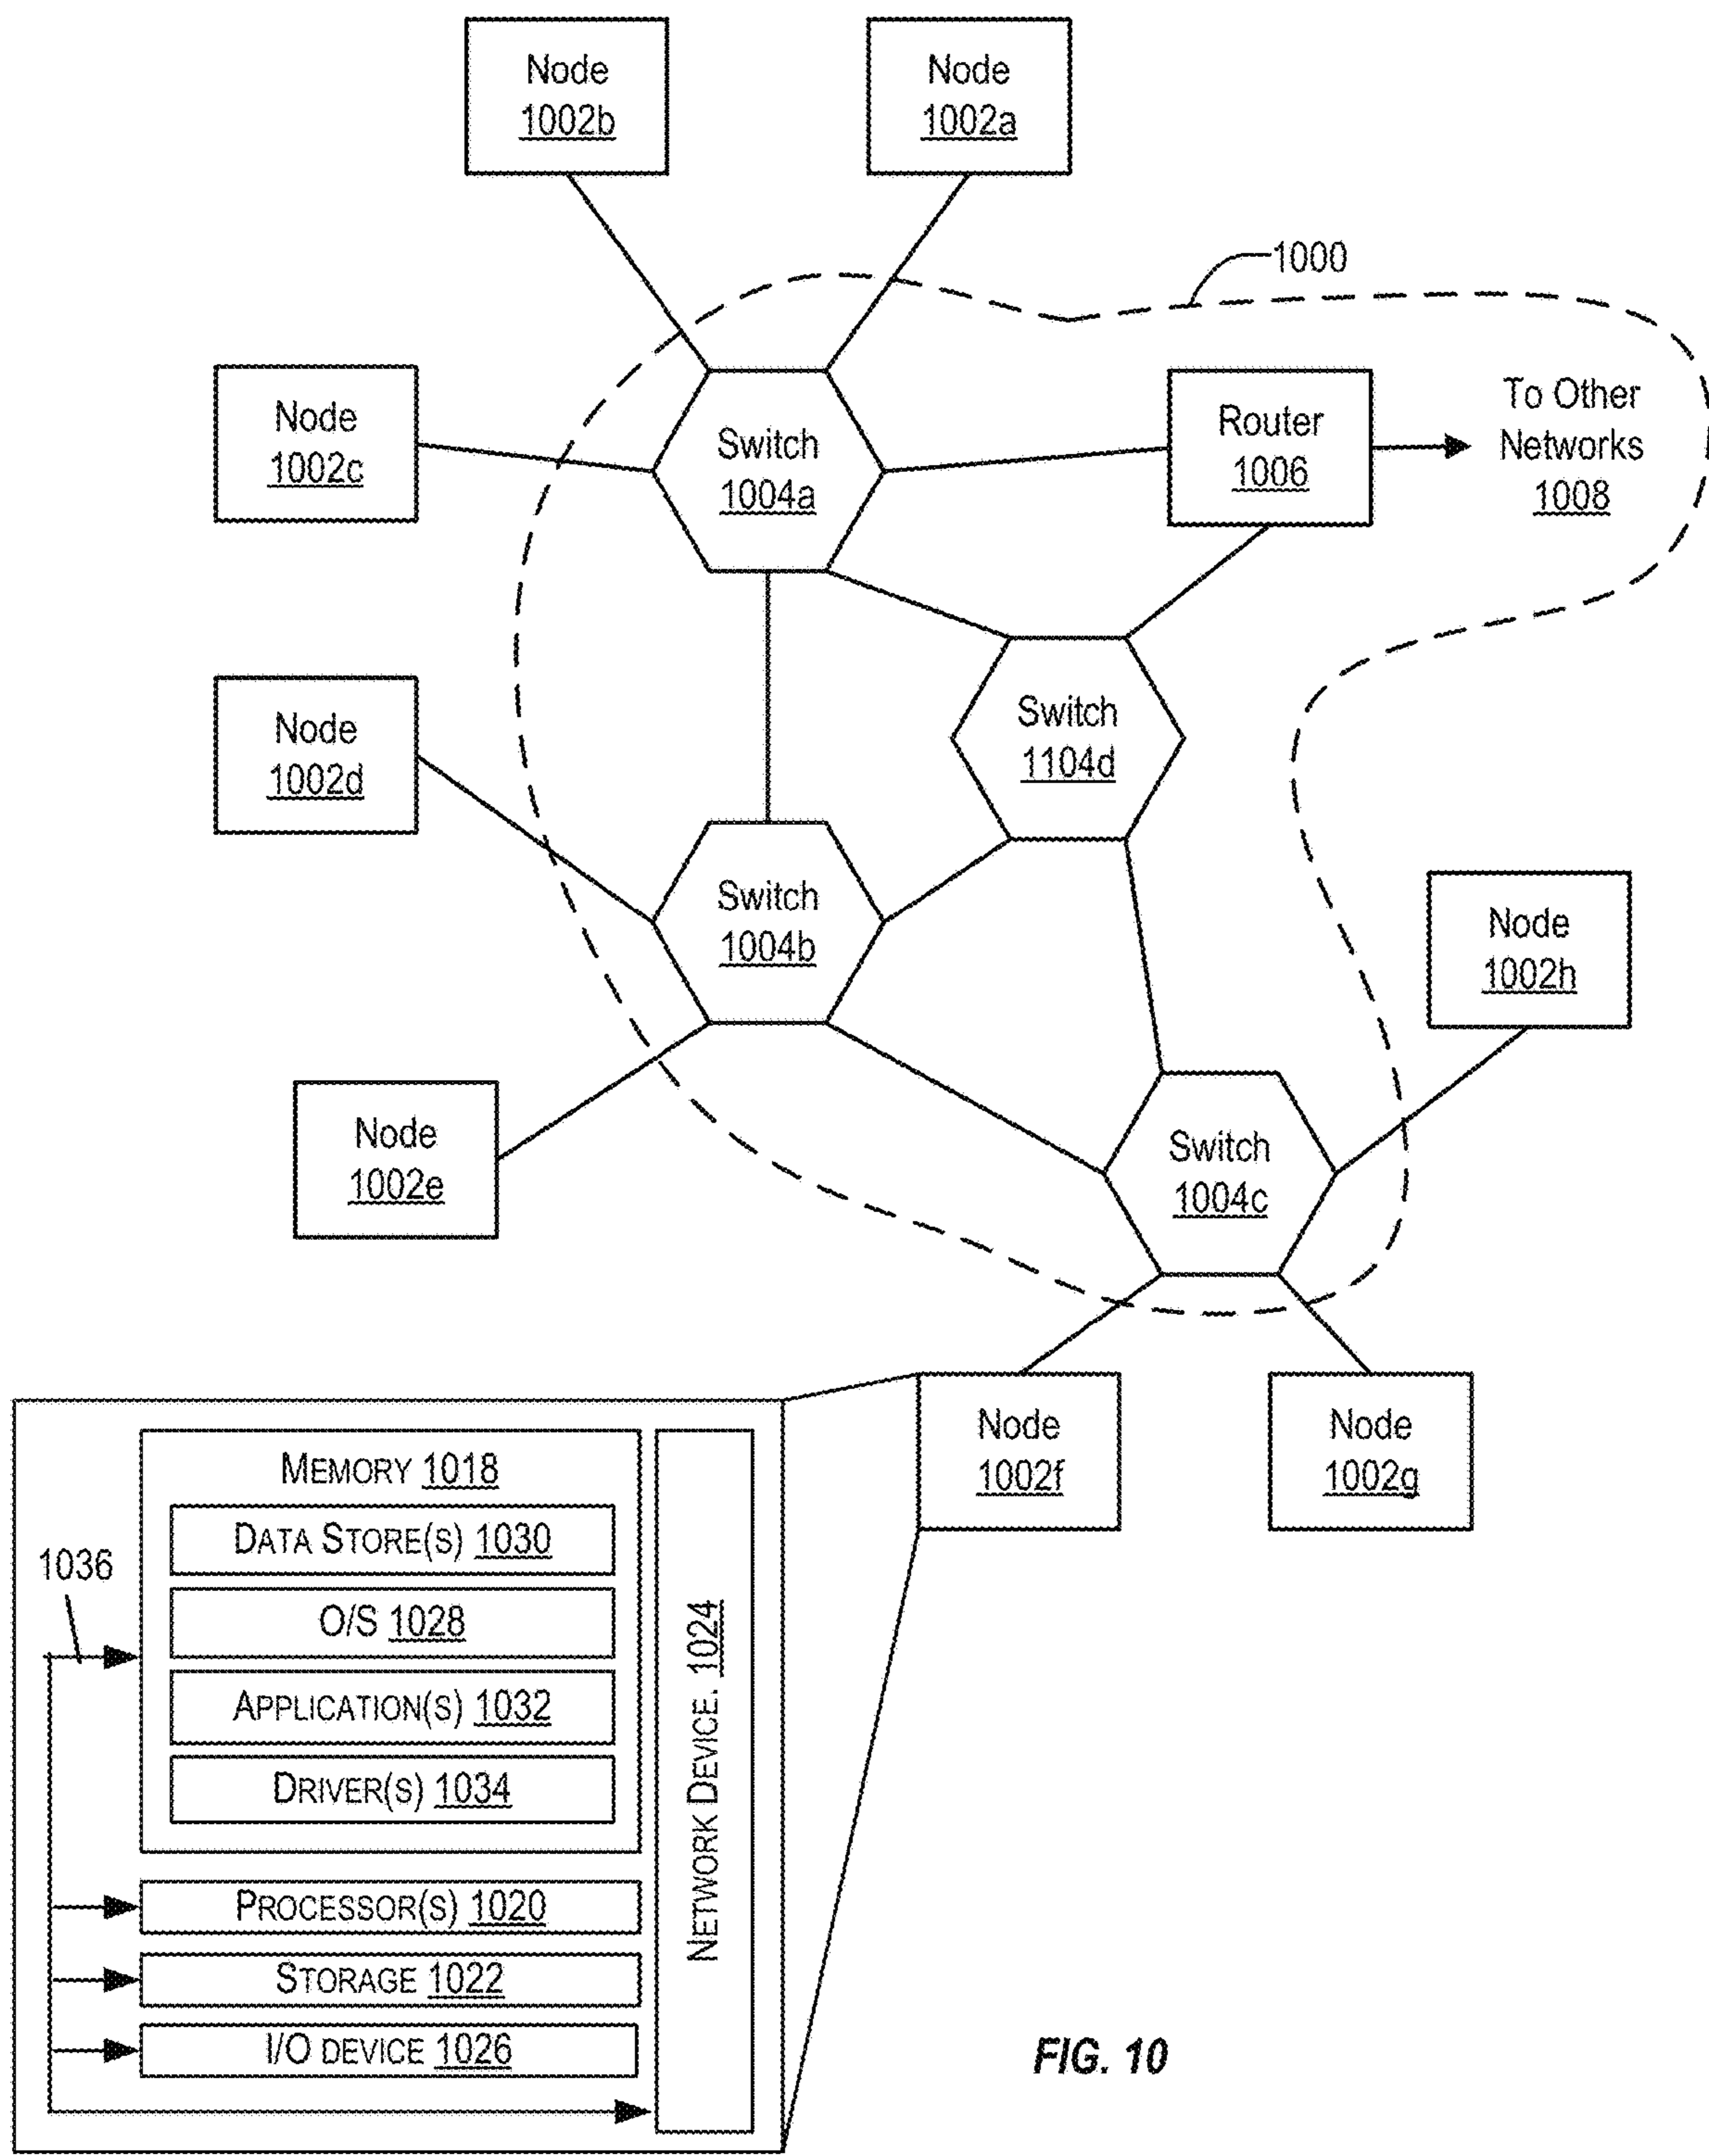 Node
1002b
Node
1002a
1000
Node
1002c
Switch
1004a
Router
1006
To Other
Networks
1008
Node
1002d
Switch
1104d
Switch
1004b
Node
1002h
Node
1002e
Switch
1004c
Node
1002f
Node
1002g
MEMORY 1018
DATA STORE(S) 1030
1036
O/S 1028
APPLICATION(S) 1032
DRIVER(S) 1034
NETWORK DEVICE. 1024
PROCESSOR(S) 1020
STORAGE 1022
I/O DEVICE 1026
FIG. 10